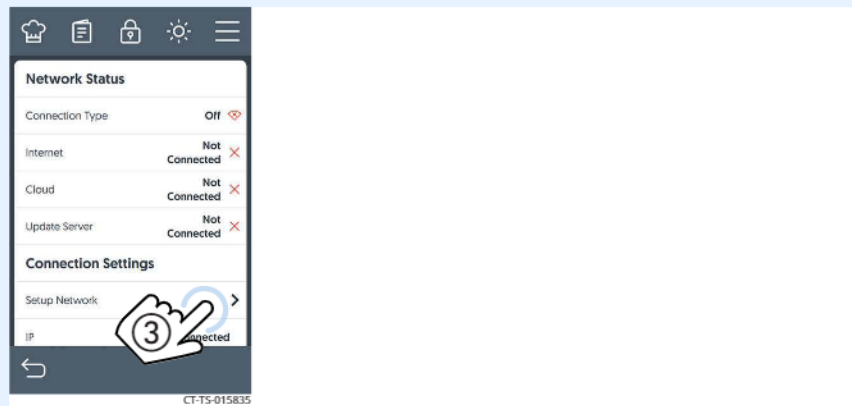 Network Status
Connection Type Off
Internet Not Connected
Cloud Not Connected
Update Server Not Connected
Connection Settings
Setup Network
IP
3
CT-TS-015835